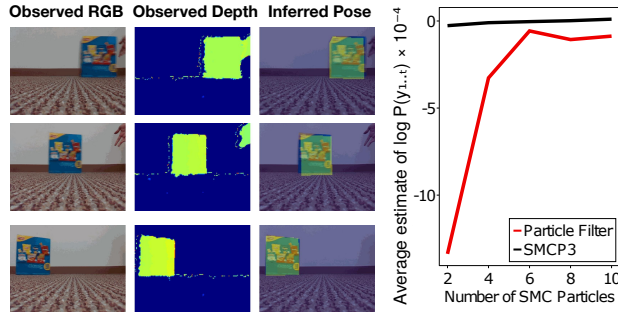 Observed RGB Observed Depth Inferred Pose
Average estimate of log P(y₁..ₜ) × 10⁻⁴
0
-5
-10
Particle Filter
SMCP3
2 4 6 8 10
Number of SMC Particles